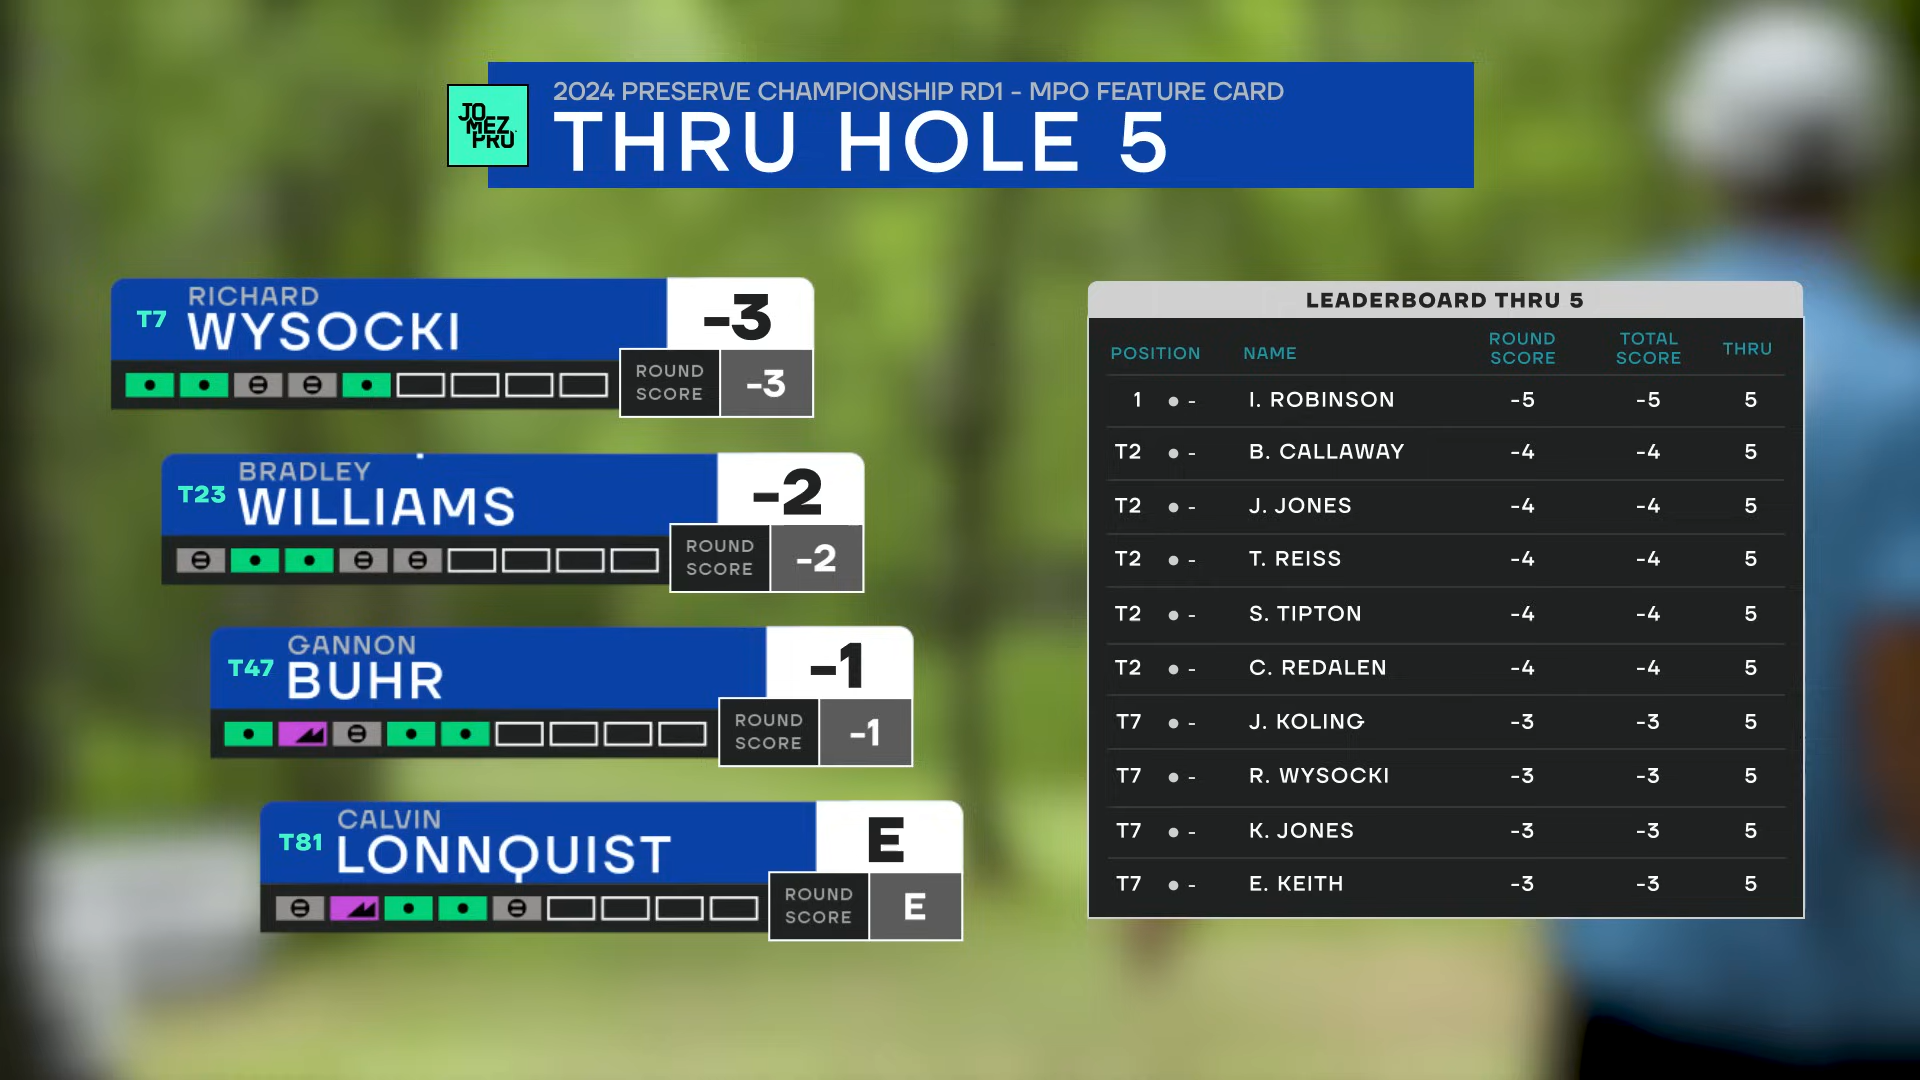 JOMEZPRO
2024 PRESERVE CHAMPIONSHIP RD1 - MPO FEATURE CARD
THRU HOLE 5
T7 RICHARD WYSOCKI -3
ROUND SCORE -3
T23 BRADLEY WILLIAMS -2
ROUND SCORE -2
T47 GANNON BUHR -1
ROUND SCORE -1
T81 CALVIN LONNQUIST E
ROUND SCORE E
LEADERBOARD THRU 5
POSITION NAME ROUND SCORE TOTAL SCORE THRU
1 ● - I. ROBINSON -5 -5 5
T2 ● - B. CALLAWAY -4 -4 5
T2 ● - J. JONES -4 -4 5
T2 ● - T. REISS -4 -4 5
T2 ● - S. TIPTON -4 -4 5
T2 ● - C. REDALEN -4 -4 5
T7 ● - J. KOLING -3 -3 5
T7 ● - R. WYSOCKI -3 -3 5
T7 ● - K. JONES -3 -3 5
T7 ● - E. KEITH -3 -3 5